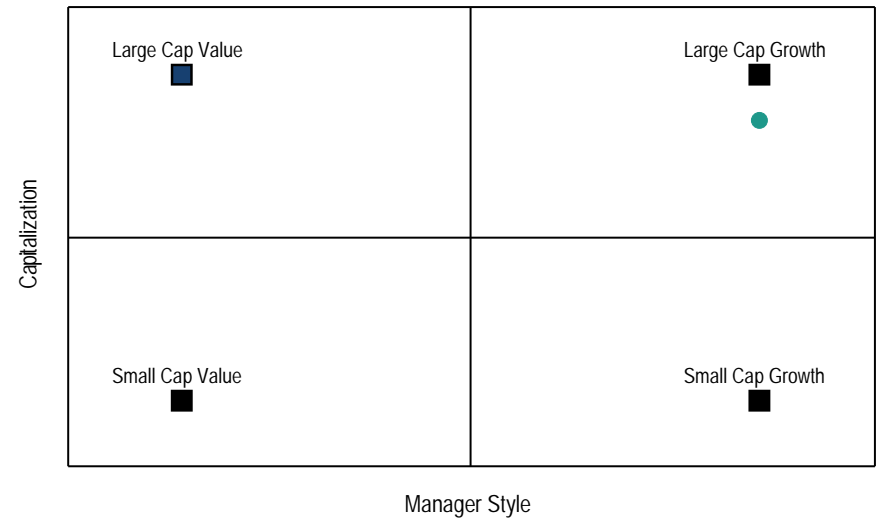 Large Cap Value
Large Cap Growth
Capitalization
Small Cap Value
Small Cap Growth
Manager Style